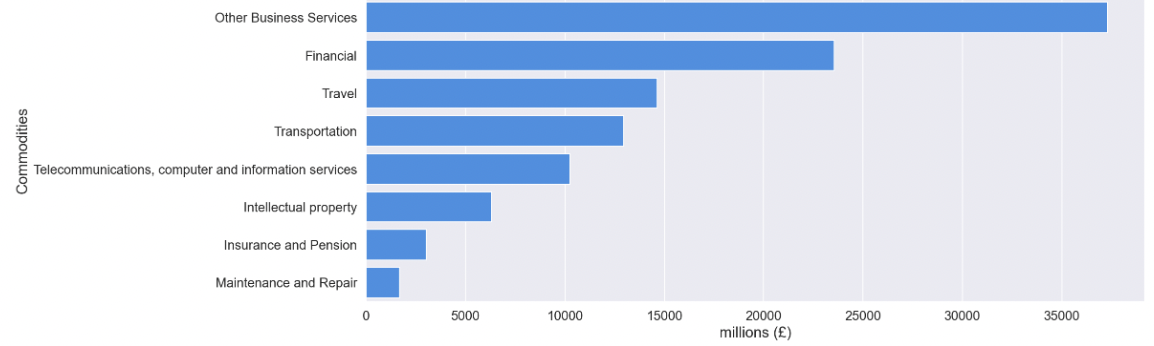 Other Business Services
Financial
Travel
Transportation
Telecommunications, computer and information services
Intellectual property
Insurance and Pension
Maintenance and Repair
Commodities
0 5000 10000 15000 20000 25000 30000 35000
millions (£)